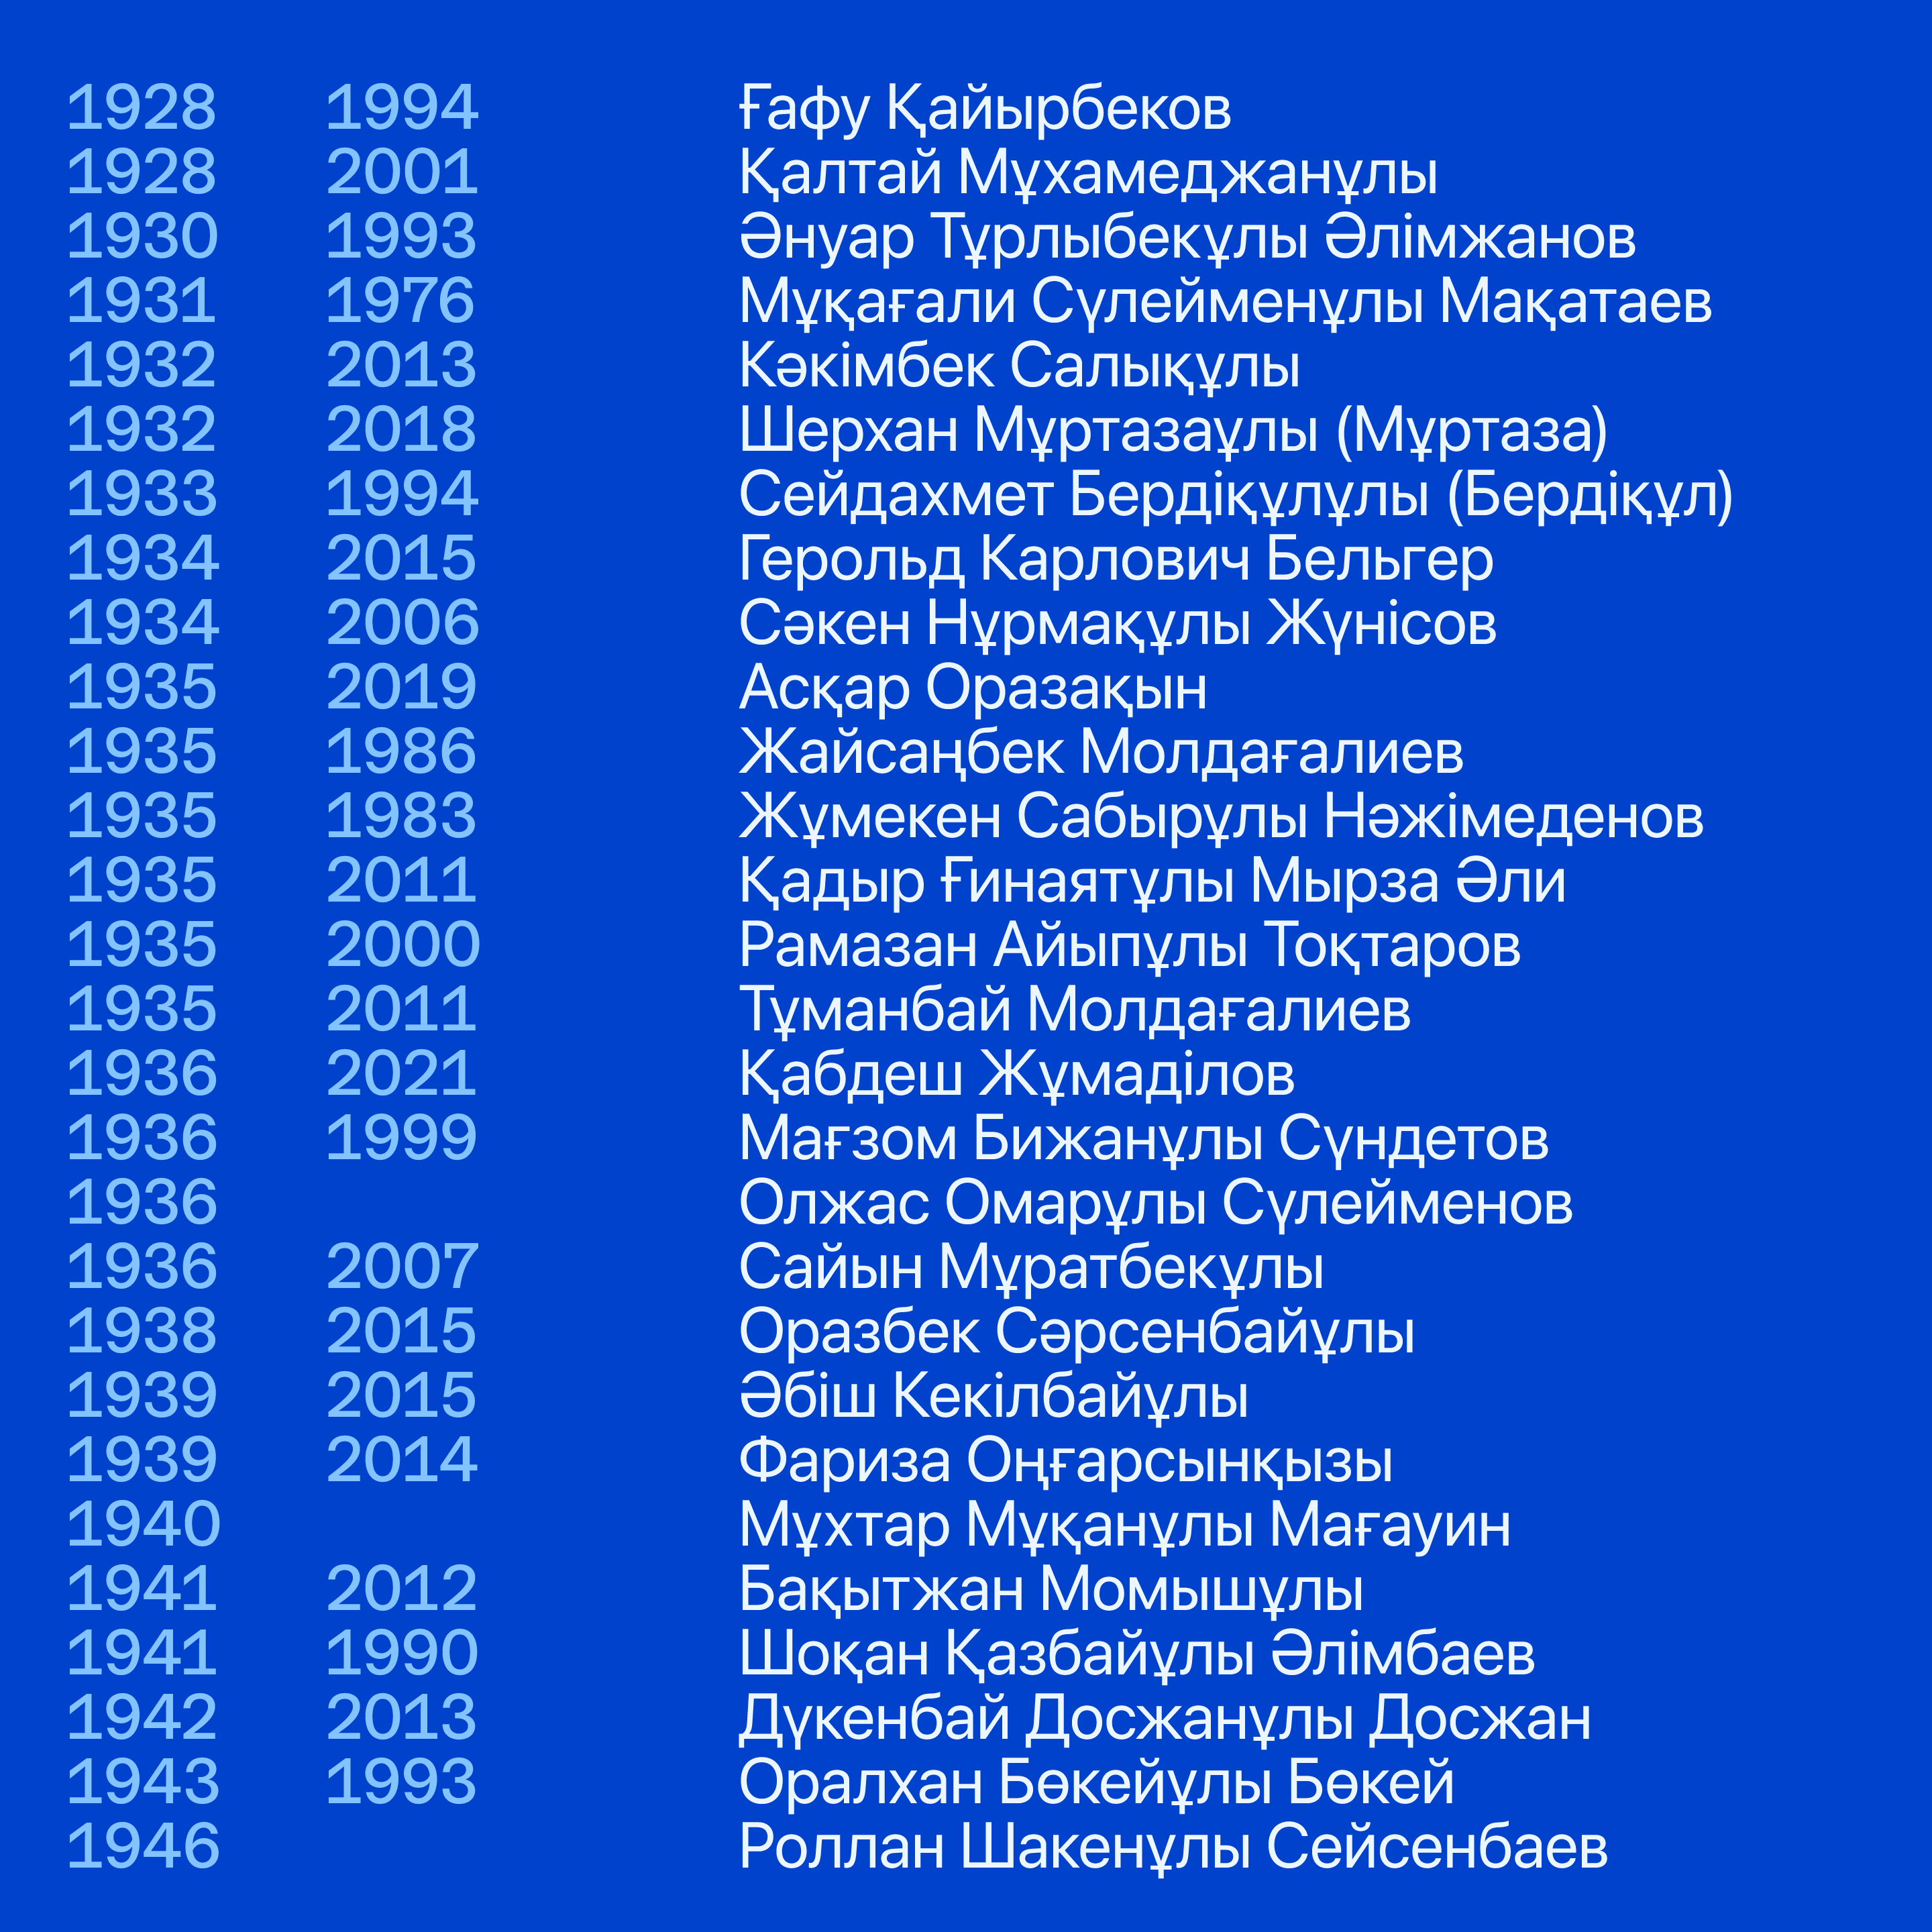 1928 1994 Ғафу Қайырбеков
1928 2001 Қалтай Мұхамеджанұлы
1930 1993 Әнуар Тұрлыбекұлы Әлімжанов
1931 1976 Мұқағали Сүлейменұлы Мақатаев
1932 2013 Кәкімбек Салықұлы
1932 2018 Шерхан Мұртазаұлы (Мұртаза)
1933 1994 Сейдахмет Бердіқұлұлы (Бердіқұл)
1934 2015 Герольд Карлович Бельгер
1934 2006 Сәкен Нұрмақұлы Жүнісов
1935 2019 Асқар Оразақын
1935 1986 Жайсаңбек Молдағалиев
1935 1983 Жұмекен Сабырұлы Нәжімеденов
1935 2011 Қадыр Ғинаятұлы Мырза Әли
1935 2000 Рамазан Айыпұлы Тоқтаров
1935 2011 Тұманбай Молдағалиев
1936 2021 Қабдеш Жұмаділов
1936 1999 Мағзом Бижанұлы Сүндетов
1936 Олжас Омарұлы Сүлейменов
1936 2007 Сайын Мұратбекұлы
1938 2015 Оразбек Сәрсенбайұлы
1939 2015 Әбіш Кекілбайұлы
1939 2014 Фариза Оңғарсынқызы
1940 Мұхтар Мұқанұлы Мағауин
1941 2012 Бақытжан Момышұлы
1941 1990 Шоқан Қазбайұлы Әлімбаев
1942 2013 Дүкенбай Досжанұлы Досжан
1943 1993 Оралхан Бөкейұлы Бөкей
1946 Роллан Шакенұлы Сейсенбаев